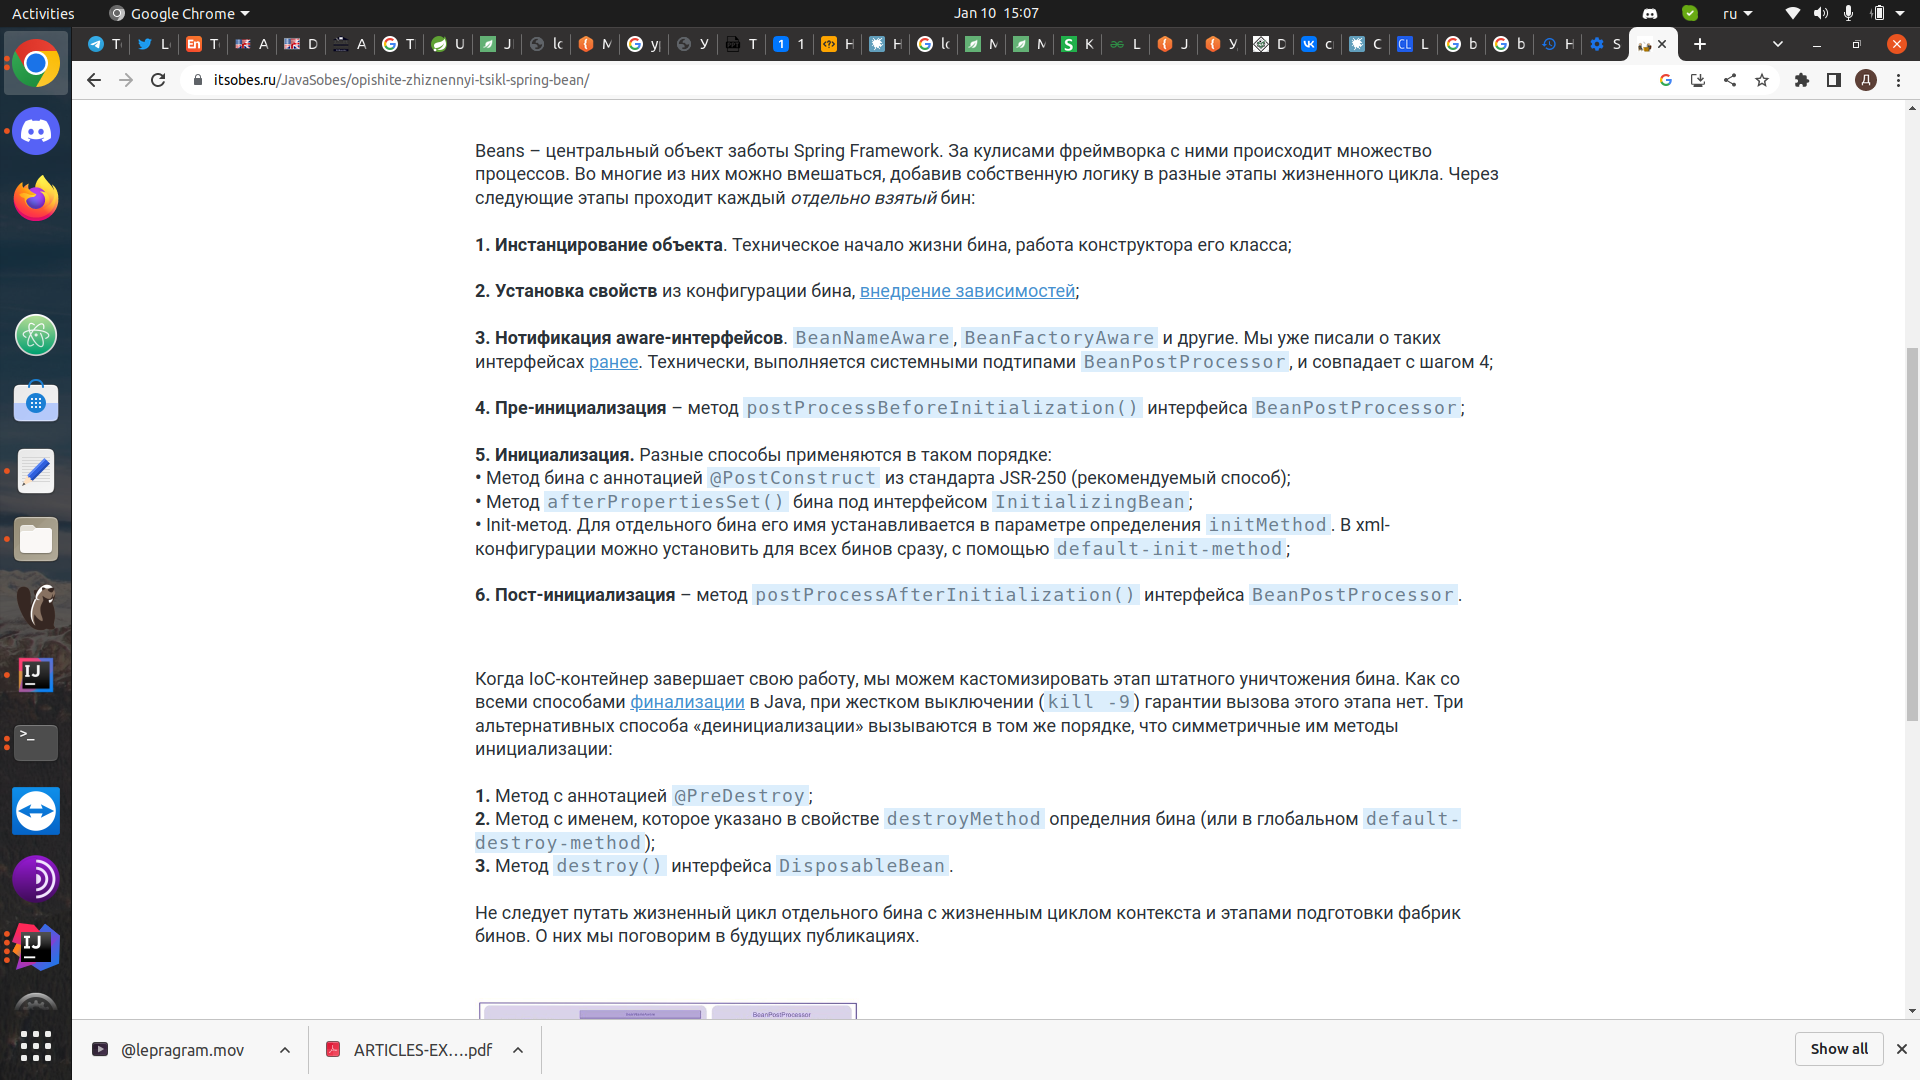 Activities
Google Chrome
Jan 10 15:07
ru
itsobes.ru/JavaSobes/opishite-zhiznennyi-tsikl-spring-bean/
Beans – центральный объект заботы Spring Framework. За кулисами фреймворка с ними происходит множество
процессов. Во многие из них можно вмешаться, добавив собственную логику в разные этапы жизненного цикла. Через
следующие этапы проходит каждый отдельно взятый бин:
1. Инстанцирование объекта. Техническое начало жизни бина, работа конструктора его класса;
2. Установка свойств из конфигурации бина, внедрение зависимостей;
3. Нотификация aware-интерфейсов. BeanNameAware, BeanFactoryAware и другие. Мы уже писали о таких
интерфейсах ранее. Технически, выполняется системными подтипами BeanPostProcessor, и совпадает с шагом 4;
4. Пре-инициализация – метод postProcessBeforeInitialization() интерфейса BeanPostProcessor;
5. Инициализация. Разные способы применяются в таком порядке:
• Метод бина с аннотацией @PostConstruct из стандарта JSR-250 (рекомендуемый способ);
• Метод afterPropertiesSet() бина под интерфейсом InitializingBean;
• Init-метод. Для отдельного бина его имя устанавливается в параметре определения initMethod. В xml-
конфигурации можно установить для всех бинов сразу, с помощью default-init-method;
6. Пост-инициализация – метод postProcessAfterInitialization() интерфейса BeanPostProcessor.
Когда IoC-контейнер завершает свою работу, мы можем кастомизировать этап штатного уничтожения бина. Как со
всеми способами финализации в Java, при жестком выключении (kill -9) гарантии вызова этого этапа нет. Три
альтернативных способа «деинициализации» вызываются в том же порядке, что симметричные им методы
инициализации:
1. Метод с аннотацией @PreDestroy;
2. Метод с именем, которое указано в свойстве destroyMethod определния бина (или в глобальном default-
destroy-method);
3. Метод destroy() интерфейса DisposableBean.
Не следует путать жизненный цикл отдельного бина с жизненным циклом контекста и этапами подготовки фабрик
бинов. О них мы поговорим в будущих публикациях.
BeanPostProcessor
@lepragram.mov
ARTICLES-EX....pdf
Show all